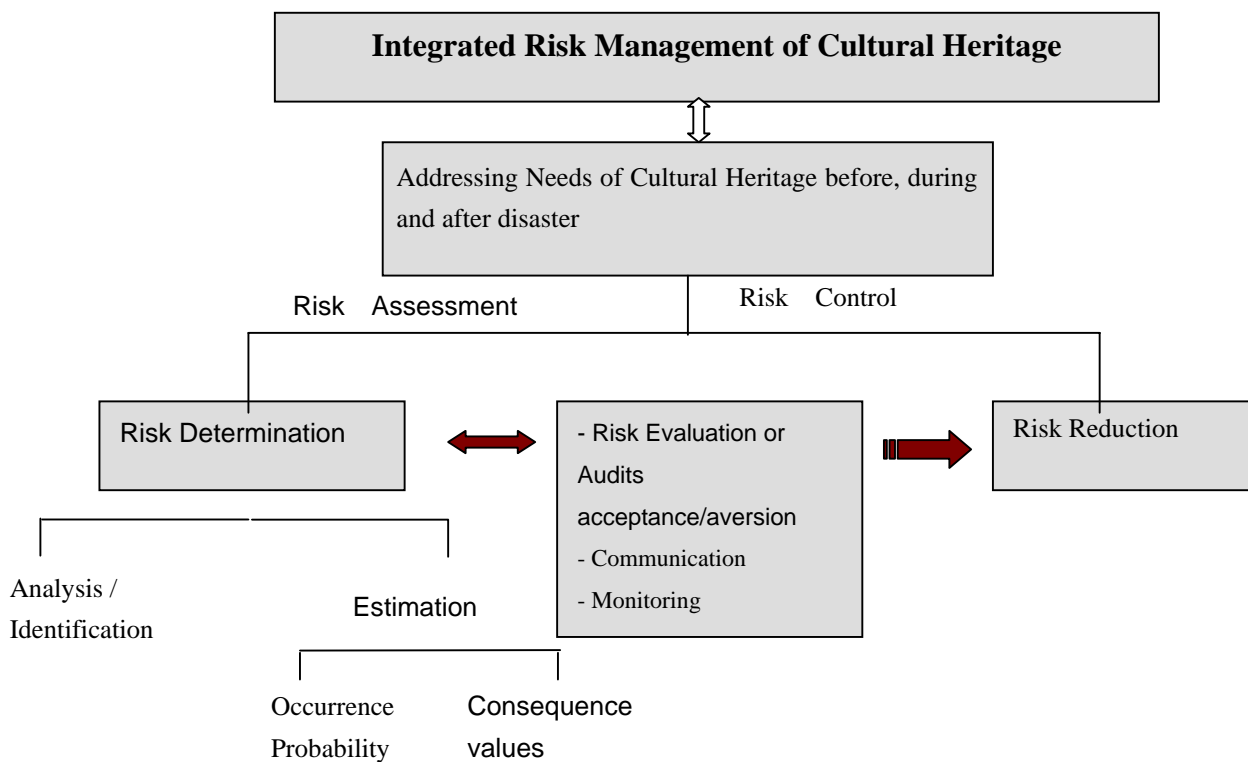 Integrated Risk Management of Cultural Heritage
Addressing Needs of Cultural Heritage before, during
and after disaster
Risk Assessment
Risk Control
Risk Determination
- Risk Evaluation or
Audits
acceptance/aversion
- Communication
- Monitoring
Risk Reduction
Analysis /
Identification
Estimation
Occurrence
Probability
Consequence
values